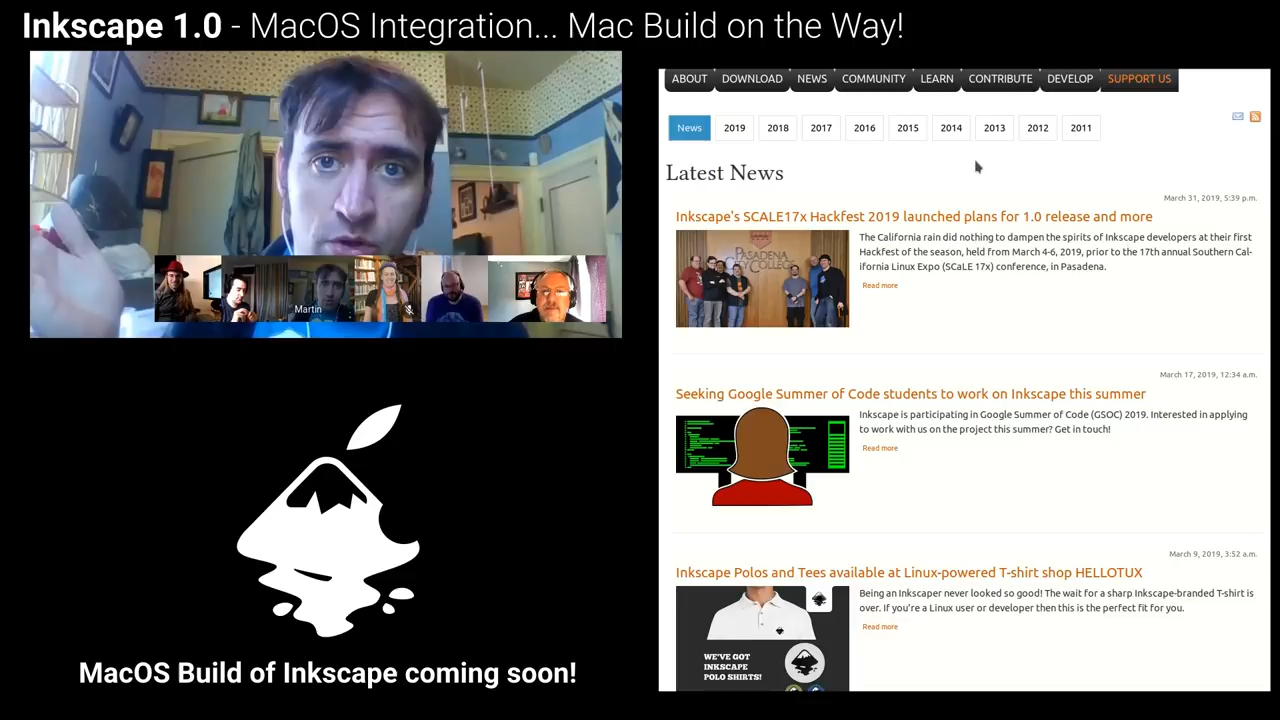 Inkscape 1.0 - MacOS Integration... Mac Build on the Way!
Martin
MacOS Build of Inkscape coming soon!
ABOUT DOWNLOAD NEWS COMMUNITY LEARN CONTRIBUTE DEVELOP SUPPORT US
News 2019 2018 2017 2016 2015 2014 2013 2012 2011
Latest News
March 31, 2019, 5:39 p.m.
Inkscape's SCALE17x Hackfest 2019 launched plans for 1.0 release and more
PASADENA
CITY COLLEGE
The California rain did nothing to dampen the spirits of Inkscape developers at their first
Hackfest of the season, held from March 4-6, 2019, prior to the 17th annual Southern Cal-
ifornia Linux Expo (SCaLE 17x) conference, in Pasadena.
Read more
March 17, 2019, 12:34 a.m.
Seeking Google Summer of Code students to work on Inkscape this summer
Inkscape is participating in Google Summer of Code (GSOC) 2019. Interested in applying
to work with us on the project this summer? Get in touch!
Read more
March 9, 2019, 3:52 a.m.
Inkscape Polos and Tees available at Linux-powered T-shirt shop HELLOTUX
Being an Inkscaper never looked so good! The wait for a sharp Inkscape-branded T-shirt is
over. If you're a Linux user or developer then this is the perfect fit for you.
Read more
WE'VE GOT
INKSCAPE
POLO SHIRTS!